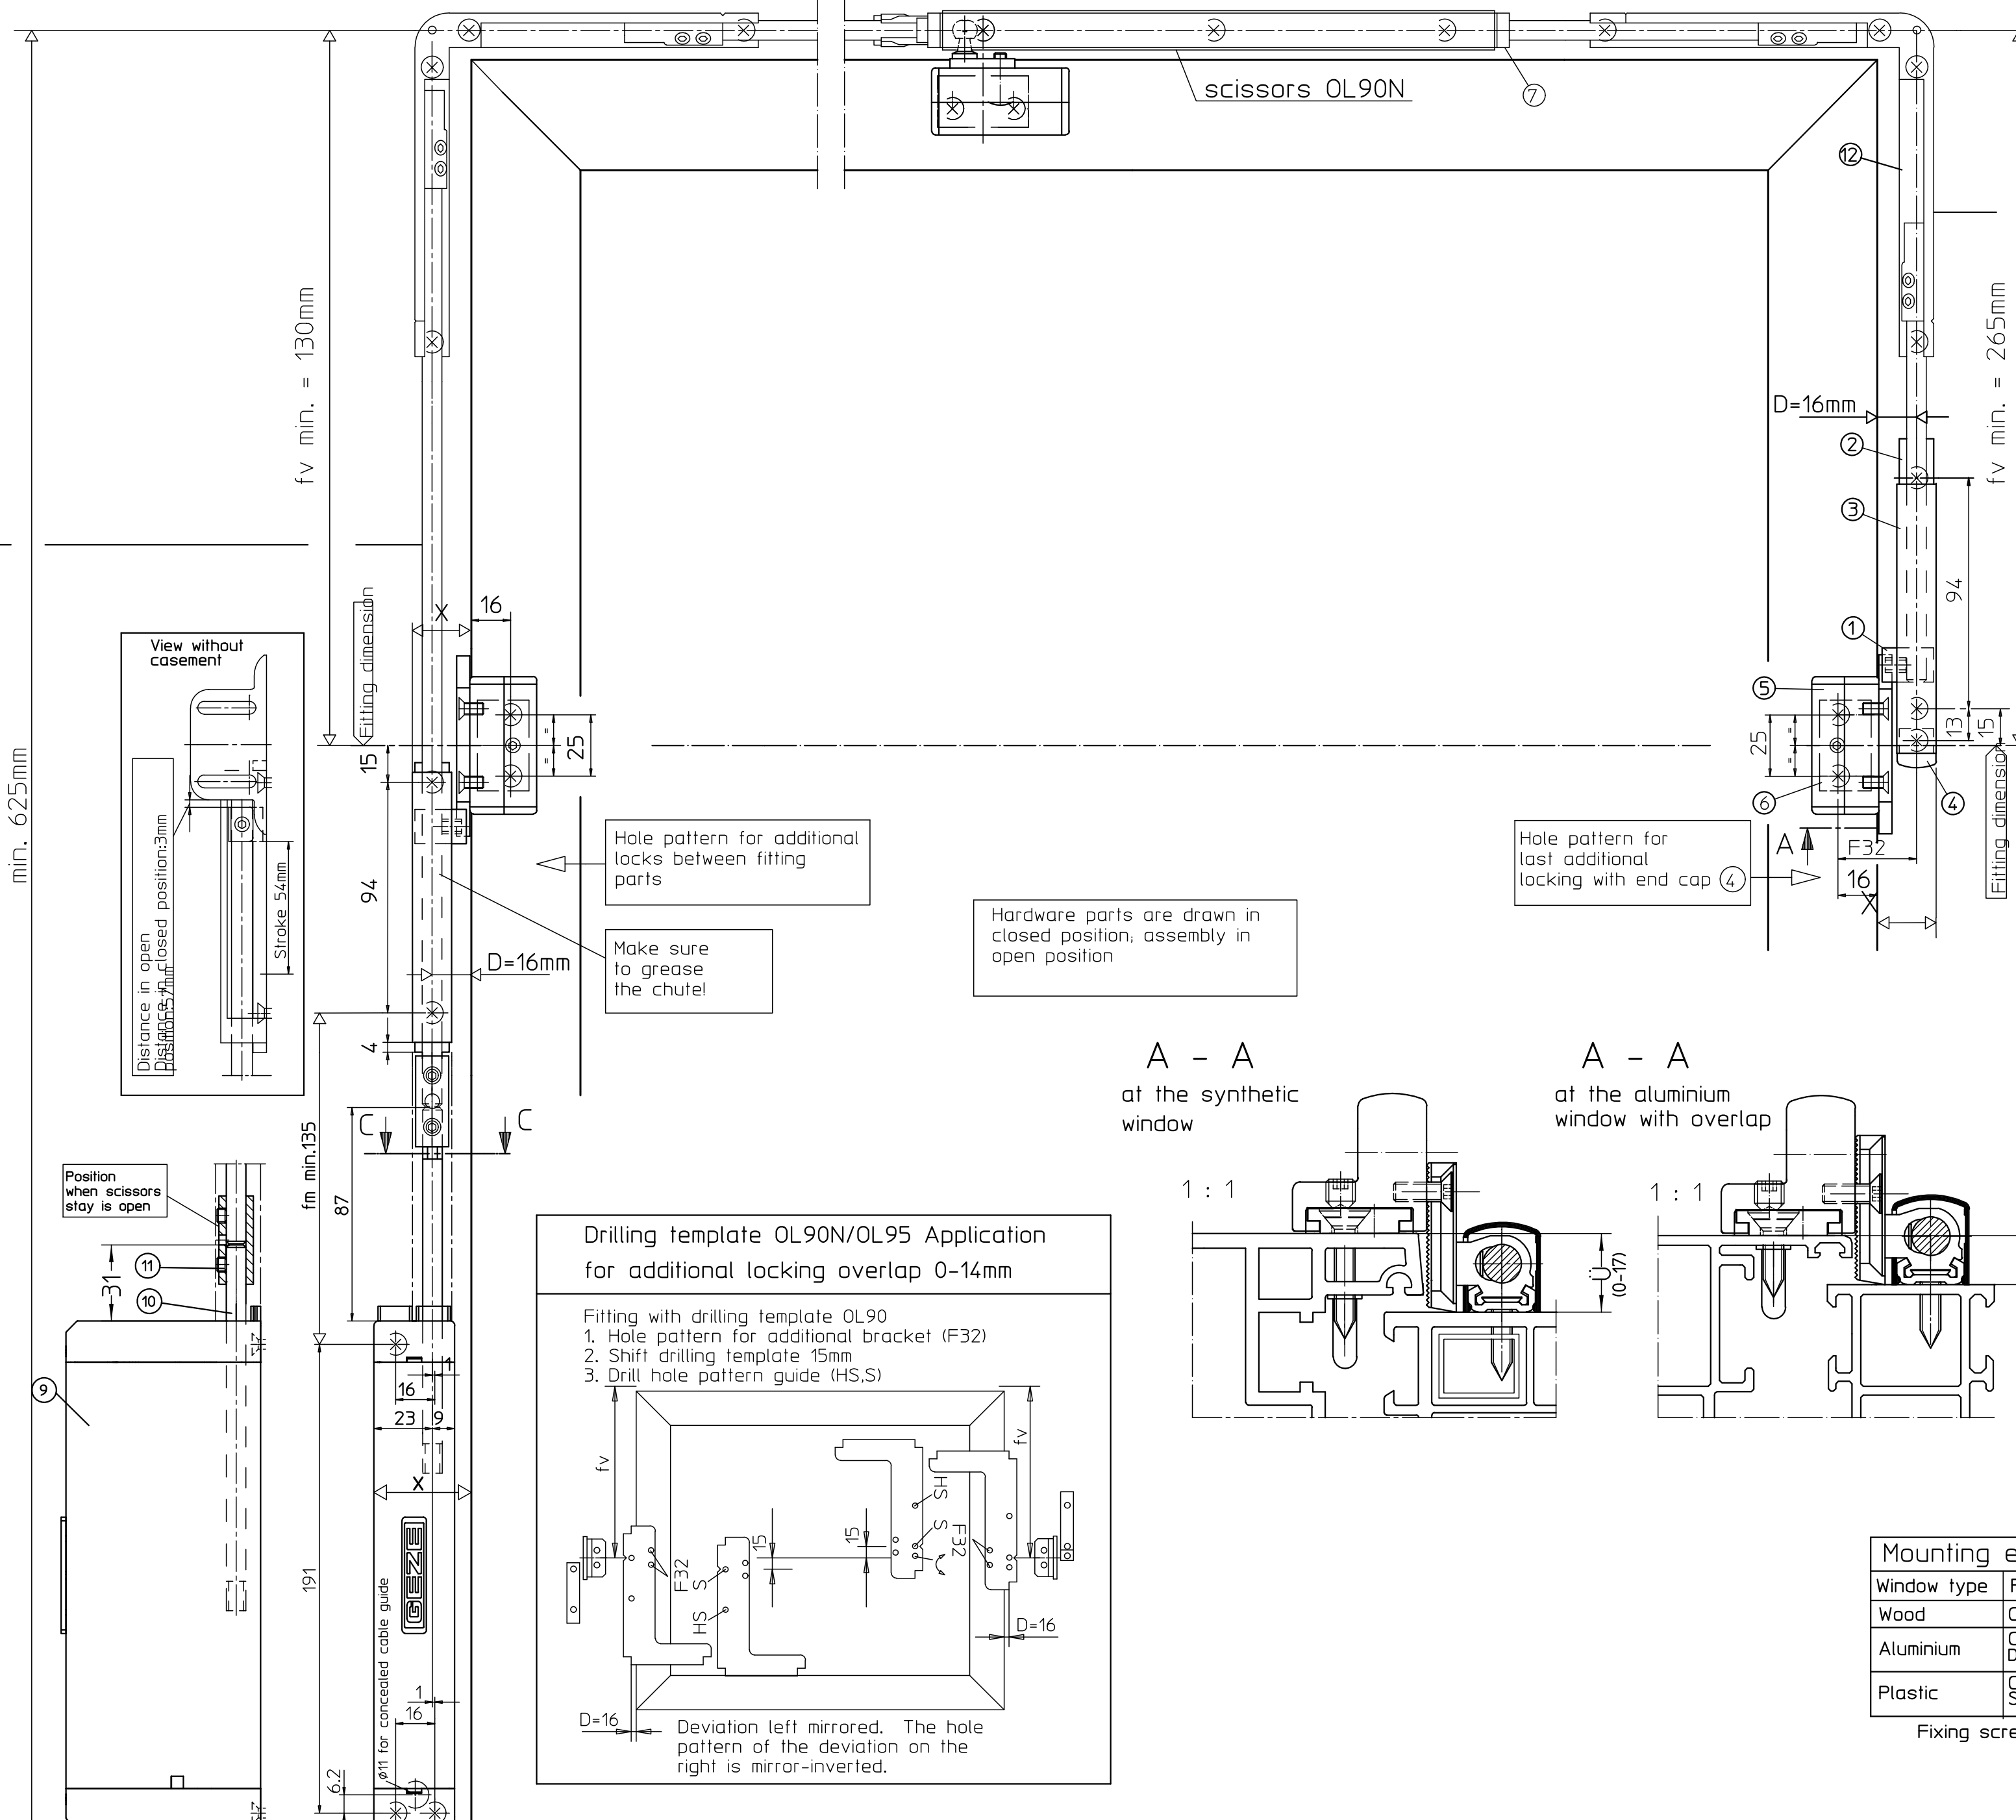 scissors OL90N
7
12
fv min. = 130mm
fv min. = 265mm
D=16mm
2
3
94
1
5
25
=
=
6
13
15
4
Fitting dimension
A
F32
16
X
min. 625mm
View without
casement
Distance in open
position:57mm
Distance in closed position:3mm
Stroke 54mm
Fitting dimension
X
16
15
25
=
=
94
4
D=16mm
Hole pattern for additional
locks between fitting
parts
Make sure
to grease
the chute!
Hardware parts are drawn in
closed position; assembly in
open position
Hole pattern for
last additional
locking with end cap 4
fm min.135
87
C
C
Position
when scissors
stay is open
31
11
10
9
1
16
23
9
X
GEZE
191
ø11 for concealed cable guide
1
16
6.2
A - A
at the synthetic
window
1 : 1
Ü
(0-17)
A - A
at the aluminium
window with overlap
1 : 1
Drilling template OL90N/OL95 Application
for additional locking overlap 0-14mm
Fitting with drilling template OL90
1. Hole pattern for additional bracket (F32)
2. Shift drilling template 15mm
3. Drill hole pattern guide (HS,S)
fv
fv
HS
S
F32
15
15
F32
S
HS
D=16
D=16
Deviation left mirrored. The hole
pattern of the deviation on the
right is mirror-inverted.
Mounting
Window type
Wood
Aluminium
Plastic
Fixing